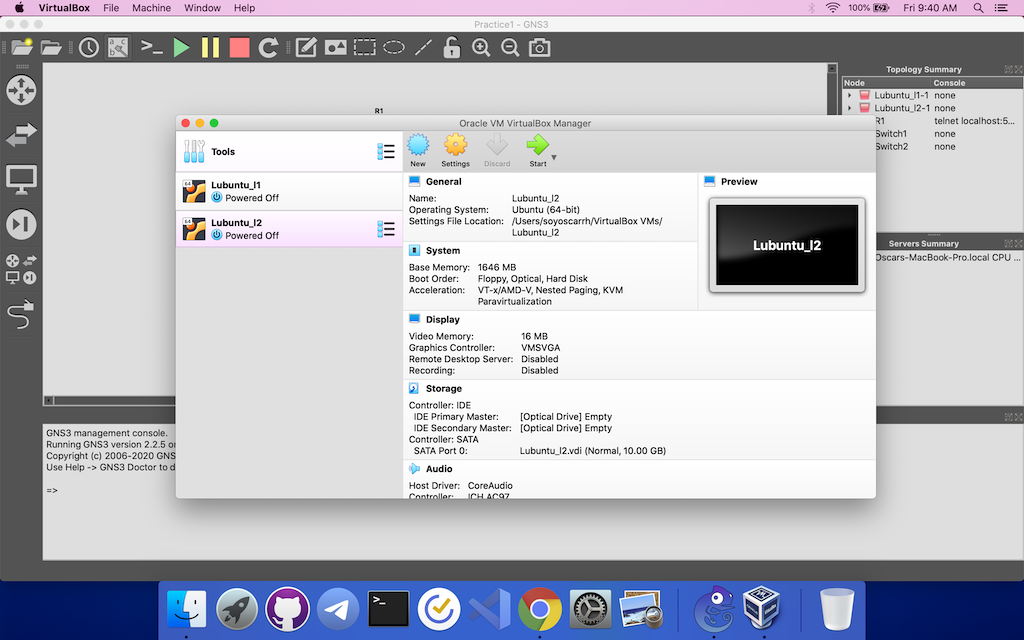 VirtualBox File Machine Window Help
100% Fri 9:40 AM
Practice1 - GNS3
Topology Summary
Node Console
Lubuntu_l1-1 none
Lubuntu_l2-1 none
R1 telnet localhost:5...
Switch1 none
Switch2 none
R1
Oracle VM VirtualBox Manager
Tools
New Settings Discard Start
64 Lubuntu_l1
Powered Off
64 Lubuntu_l2
Powered Off
General
Name: Lubuntu_l2
Operating System: Ubuntu (64-bit)
Settings File Location: /Users/soyoscarrh/VirtualBox VMs/
Lubuntu_l2
System
Base Memory: 1646 MB
Boot Order: Floppy, Optical, Hard Disk
Acceleration: VT-x/AMD-V, Nested Paging, KVM
Paravirtualization
Display
Video Memory: 16 MB
Graphics Controller: VMSVGA
Remote Desktop Server: Disabled
Recording: Disabled
Storage
Controller: IDE
IDE Primary Master: [Optical Drive] Empty
IDE Secondary Master: [Optical Drive] Empty
Controller: SATA
SATA Port 0: Lubuntu_l2.vdi (Normal, 10.00 GB)
Audio
Host Driver: CoreAudio
Controller: ICH AC97
Preview
Lubuntu_l2
Servers Summary
Oscars-MacBook-Pro.local CPU ...
GNS3 management console.
Running GNS3 version 2.2.5 on
Copyright (c) 2006-2020 GNS
Use Help -> GNS3 Doctor to d
=>